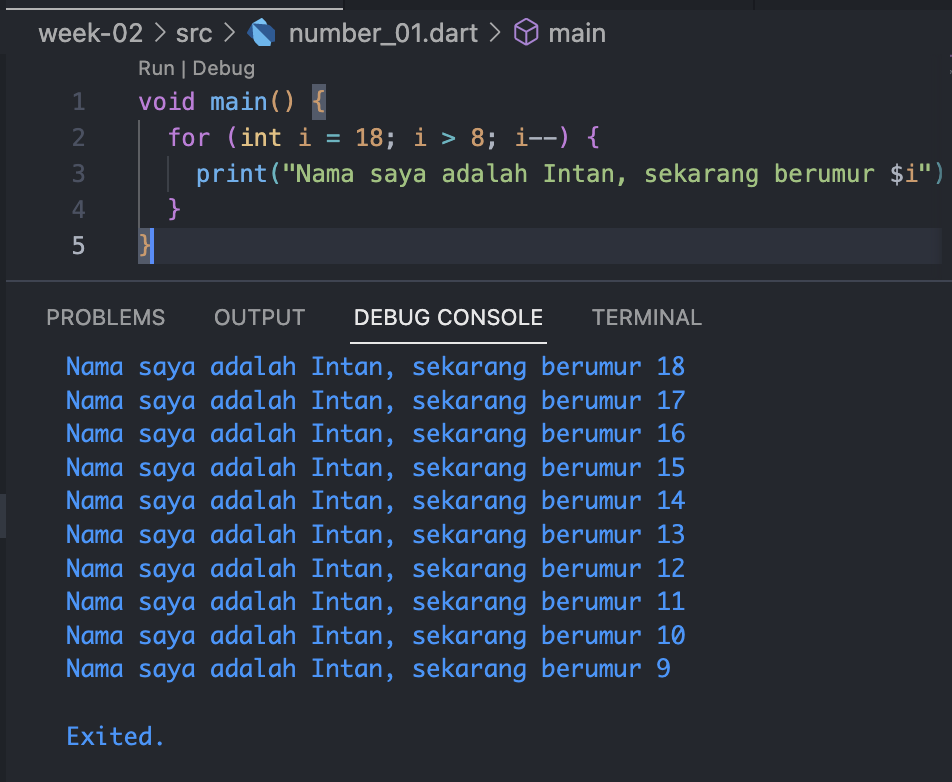 week-02 > src > number_01.dart > main
Run | Debug
1 void main() {
2 for (int i = 18; i > 8; i--) {
3 print("Nama saya adalah Intan, sekarang berumur $i")
4 }
5 }
PROBLEMS OUTPUT DEBUG CONSOLE TERMINAL
Nama saya adalah Intan, sekarang berumur 18
Nama saya adalah Intan, sekarang berumur 17
Nama saya adalah Intan, sekarang berumur 16
Nama saya adalah Intan, sekarang berumur 15
Nama saya adalah Intan, sekarang berumur 14
Nama saya adalah Intan, sekarang berumur 13
Nama saya adalah Intan, sekarang berumur 12
Nama saya adalah Intan, sekarang berumur 11
Nama saya adalah Intan, sekarang berumur 10
Nama saya adalah Intan, sekarang berumur 9
Exited.